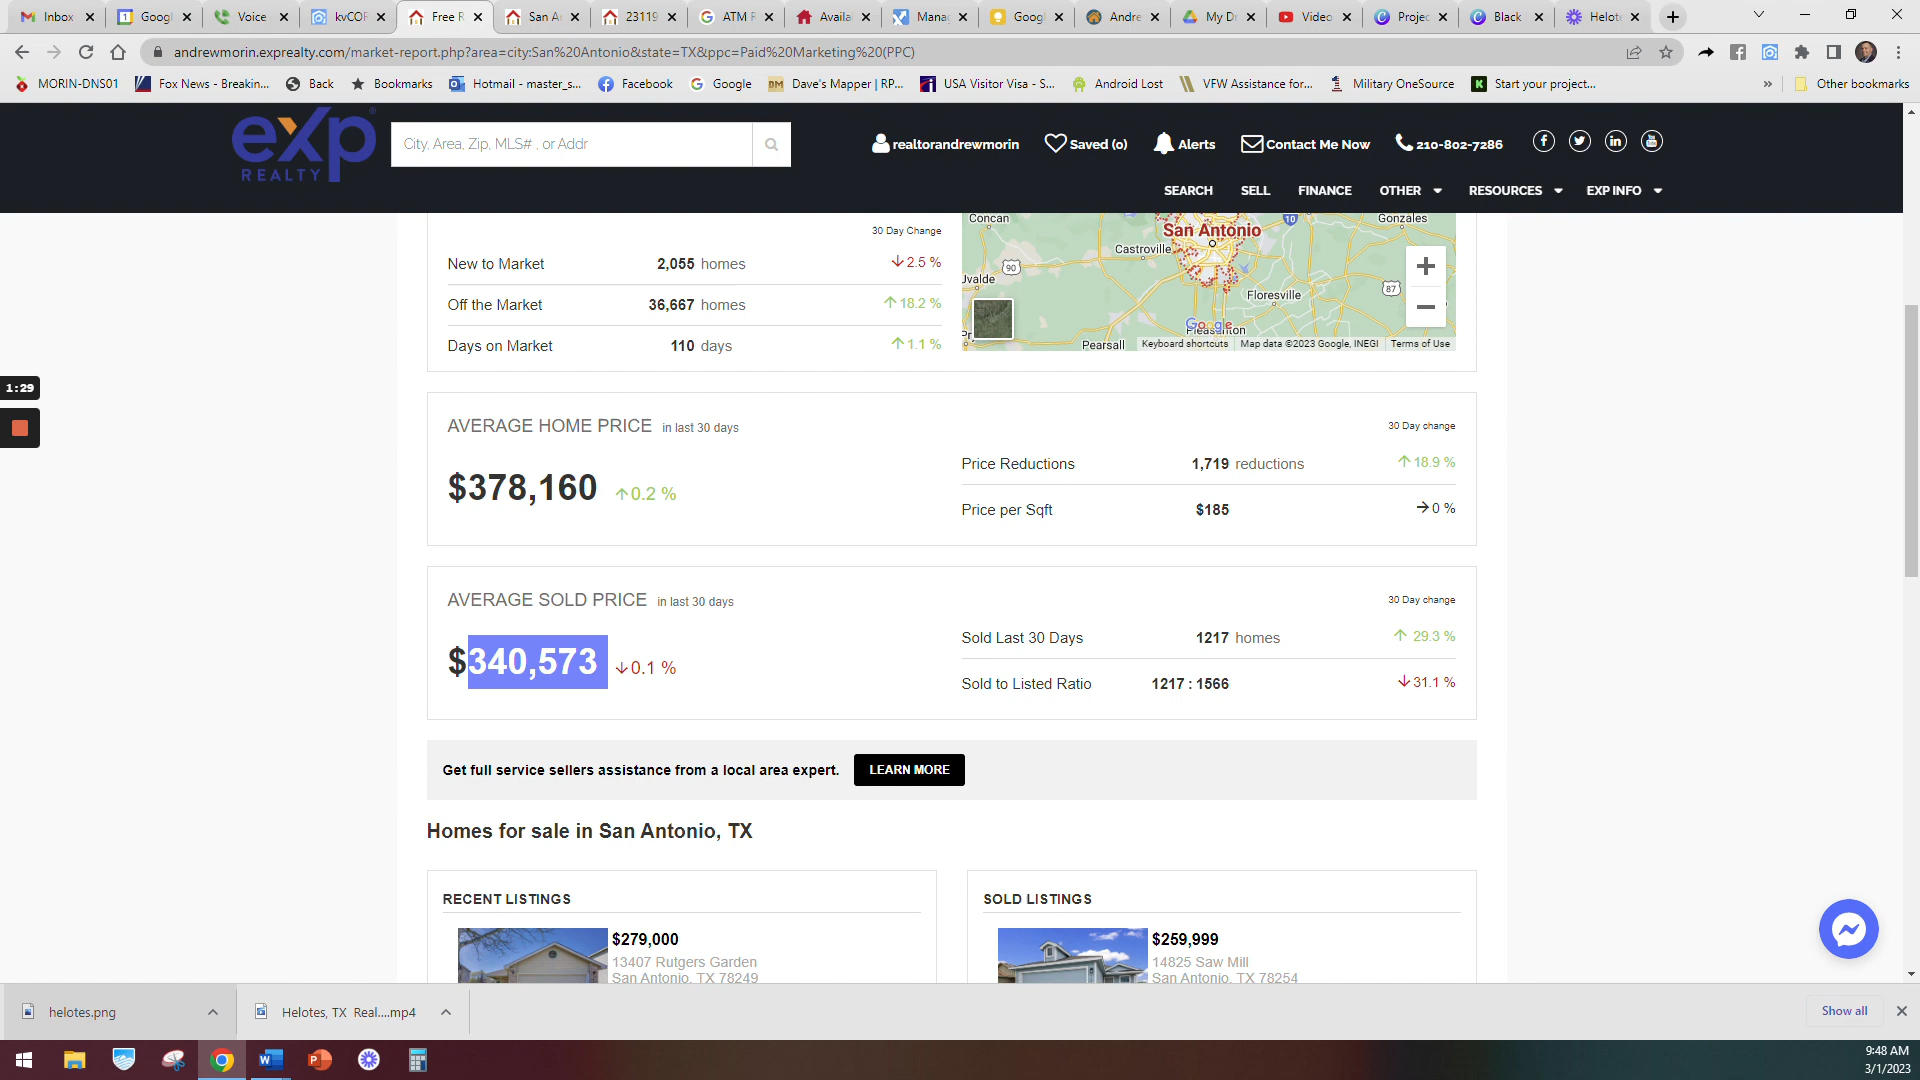 Inbox
Googl
Voice
kvCOF
Free R
San A
23119
ATM F
Availa
Mana
Googl
Andre
My Dr
Video
Projec
Black
Helot
andrewmorin.exprealty.com/market-report.php?area=city:San%20Antonio&state=TX&ppc=Paid%20Marketing%20(PPC)
MORIN-DNS01
Fox News - Breakin...
Back
Bookmarks
Hotmail - master_s...
Facebook
Google
Dave's Mapper | RP...
USA Visitor Visa - S...
Android Lost
VFW Assistance for...
Military OneSource
Start your project...
»
Other bookmarks
eXp
REALTY
City, Area, Zip, MLS# , or Addr
realtorandrewmorin
Saved (0)
Alerts
Contact Me Now
210-802-7286
SEARCH
SELL
FINANCE
OTHER
RESOURCES
EXP INFO
30 Day Change
New to Market 2,055 homes ↓2.5 %
Off the Market 36,667 homes ↑18.2 %
Days on Market 110 days ↑1.1 %
Concan
San Antonio
10
Gonzales
Castroville
90
Uvalde
87
Floresville
Google
Pleasanton
Pearsall
Keyboard shortcuts
Map data ©2023 Google, INEGI
Terms of Use
1:29
AVERAGE HOME PRICE in last 30 days
30 Day change
$378,160 ↑0.2 %
Price Reductions 1,719 reductions ↑18.9 %
Price per Sqft $185 →0 %
AVERAGE SOLD PRICE in last 30 days
30 Day change
$340,573 ↓0.1 %
Sold Last 30 Days 1217 homes ↑ 29.3 %
Sold to Listed Ratio 1217 : 1566 ↓31.1 %
Get full service sellers assistance from a local area expert.
LEARN MORE
Homes for sale in San Antonio, TX
RECENT LISTINGS
$279,000
13407 Rutgers Garden
San Antonio, TX 78249
SOLD LISTINGS
$259,999
14825 Saw Mill
San Antonio, TX 78254
helotes.png
Helotes, TX Real....mp4
Show all
9:48 AM
3/1/2023